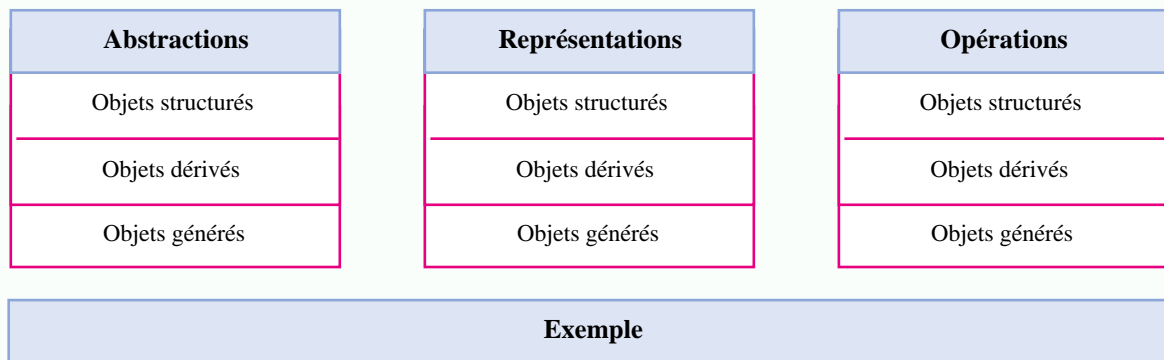 Abstractions
Objets structurés
Objets dérivés
Objets générés
Représentations
Objets structurés
Objets dérivés
Objets générés
Opérations
Objets structurés
Objets dérivés
Objets générés
Exemple